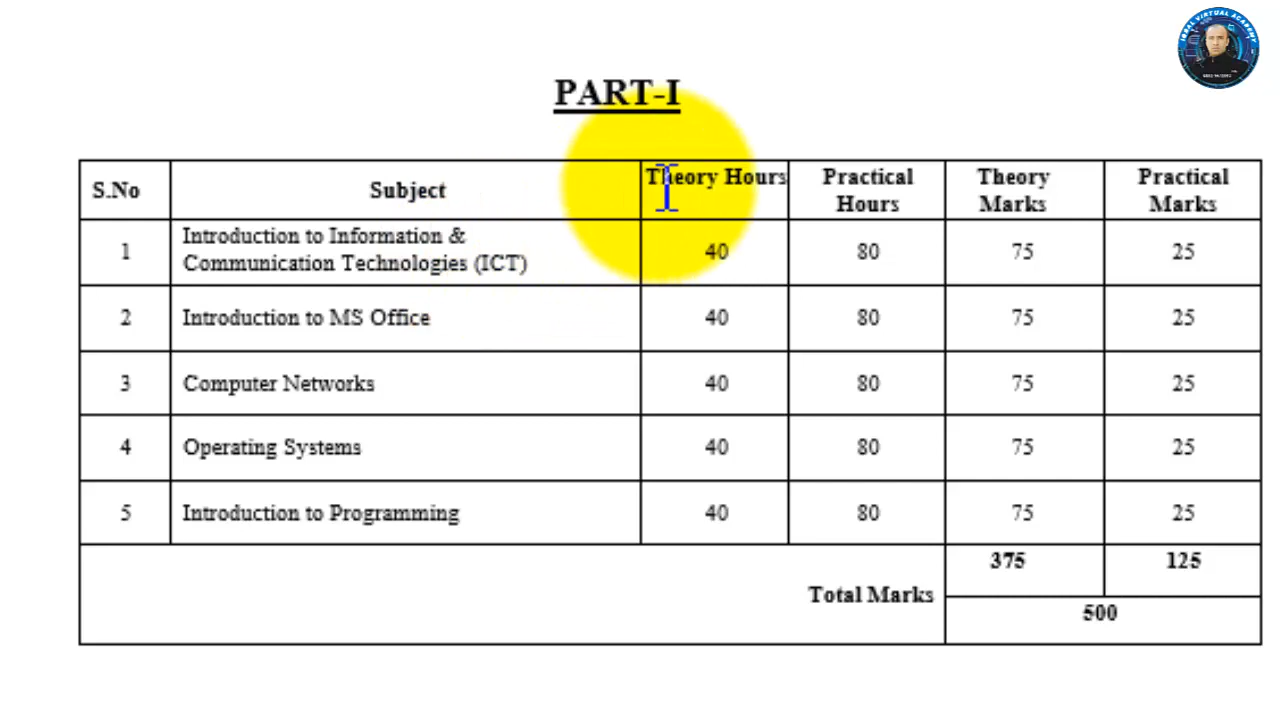 IQBAL VIRTUAL ACADEMY
PART-I
S.No Subject Theory Hours Practical Hours Theory Marks Practical Marks
1 Introduction to Information & Communication Technologies (ICT) 40 80 75 25
2 Introduction to MS Office 40 80 75 25
3 Computer Networks 40 80 75 25
4 Operating Systems 40 80 75 25
5 Introduction to Programming 40 80 75 25
Total Marks 375 125
500